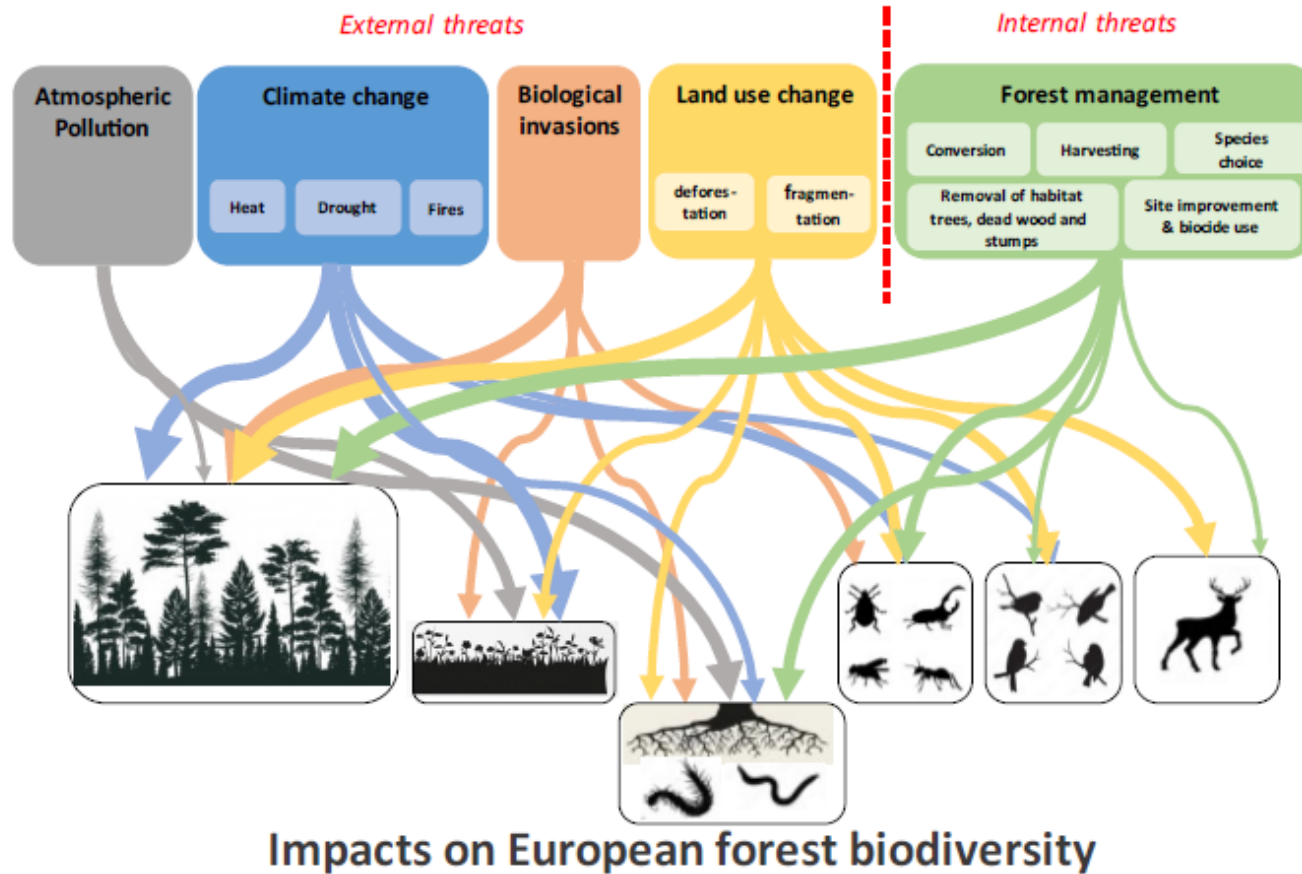 External threats
Internal threats
Atmospheric
Pollution
Climate change
Heat
Drought
Fires
Biological
invasions
Land use change
defores-
tation
fragmen-
tation
Forest management
Conversion
Harvesting
Species
choice
Removal of habitat
trees, dead wood and
stumps
Site improvement
& biocide use
Impacts on European forest biodiversity